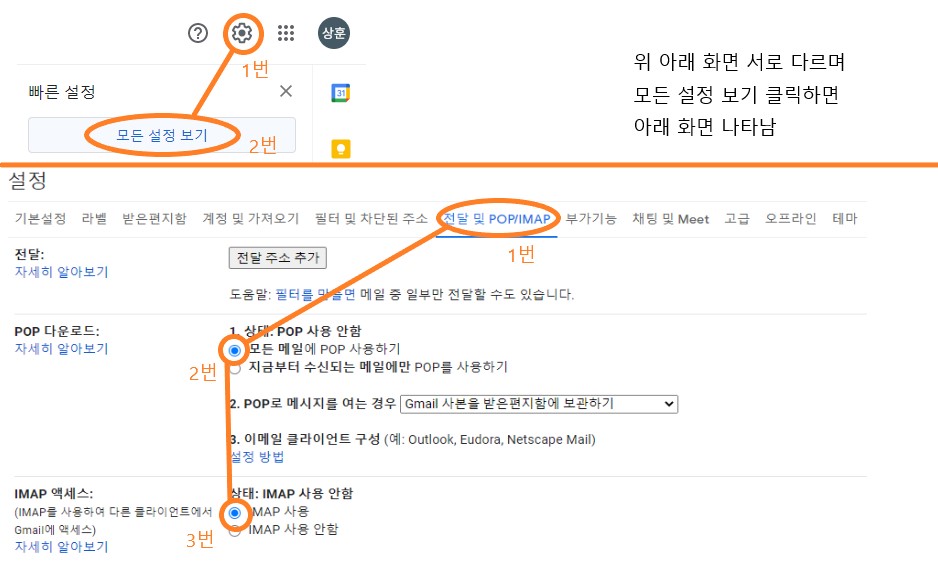 상훈
1번
빠른 설정
31
모든 설정 보기
2번
위 아래 화면 서로 다르며
모든 설정 보기 클릭하면
아래 화면 나타남
설정
기본설정 라벨 받은편지함 계정 및 가져오기 필터 및 차단된 주소 전달 및 POP/IMAP 부가기능 채팅 및 Meet 고급 오프라인 테마
1번
전달:
자세히 알아보기
전달 주소 추가
도움말: 필터를 만들면 메일 중 일부만 전달할 수도 있습니다.
POP 다운로드:
자세히 알아보기
1. 상태: POP 사용 안함
모든 메일에 POP 사용하기
지금부터 수신되는 메일에만 POP를 사용하기
2번
2. POP로 메시지를 여는 경우 Gmail 사본을 받은편지함에 보관하기
3. 이메일 클라이언트 구성 (예: Outlook, Eudora, Netscape Mail)
설정 방법
IMAP 액세스:
(IMAP를 사용하여 다른 클라이언트에서
Gmail에 액세스)
자세히 알아보기
상태: IMAP 사용 안함
IMAP 사용
IMAP 사용 안함
3번